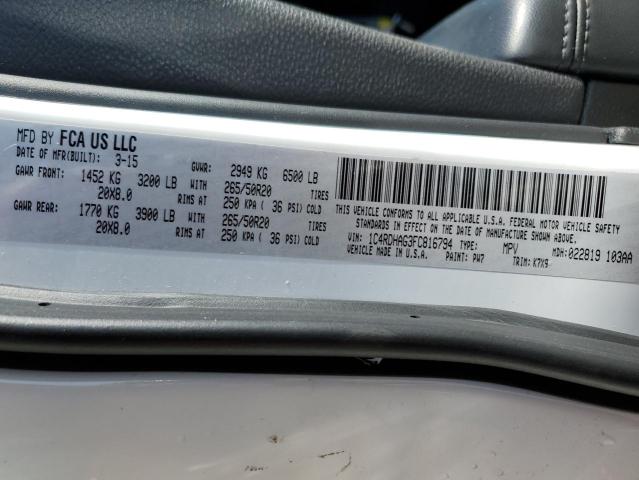 MFD BY FCA US LLC
DATE OF MFR(BUILT): 3-15 GVWR: 2949 KG 6500 LB
GAWR FRONT: 1452 KG 3200 LB WITH 265/50R20 TIRES
20X8.0 RIMS AT 250 KPA ( 36 PSI) COLD
GAWR REAR: 1770 KG 3900 LB WITH 265/50R20 TIRES
20X8.0 RIMS AT 250 KPA ( 36 PSI) COLD
THIS VEHICLE CONFORMS TO ALL APPLICABLE U.S.A. FEDERAL MOTOR VEHICLE
SAFETY STANDARDS IN EFFECT ON THE DATE OF MANUFACTURE SHOWN ABOVE.
VIN: 1C4RDHAG3FC816794 MPV MDH: 022819 103AA
VEHICLE MADE IN U.S.A. PAINT: PW7 TRIM: K7X9